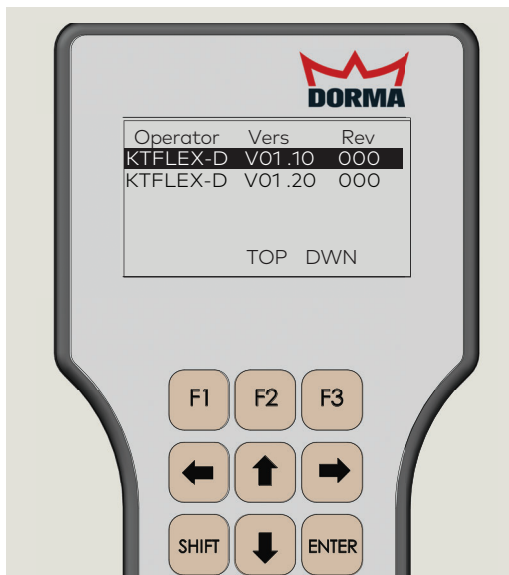 DORMA
Operator Vers Rev
KTFLEX-D V01.10 000
KTFLEX-D V01.20 000
TOP DWN
F1 F2 F3
SHIFT ENTER